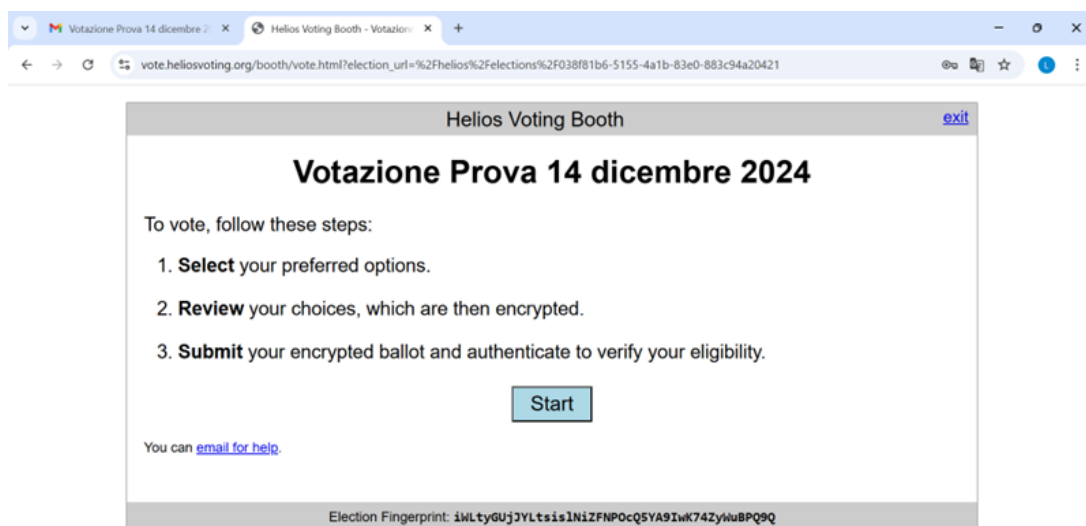 Votazione Prova 14 dicembre 2
Helios Voting Booth - Votazion
vote.heliosvoting.org/booth/vote.html?election_url=%2Fhelios%2Felections%2F038f81b6-5155-4a1b-83e0-883c94a20421
L
Helios Voting Booth
exit
Votazione Prova 14 dicembre 2024
To vote, follow these steps:
1. Select your preferred options.
2. Review your choices, which are then encrypted.
3. Submit your encrypted ballot and authenticate to verify your eligibility.
Start
You can email for help.
Election Fingerprint: iWLtyGUjJYLtsislNiZFNPOcQ5YA9IwK74ZyWuBPQ9Q